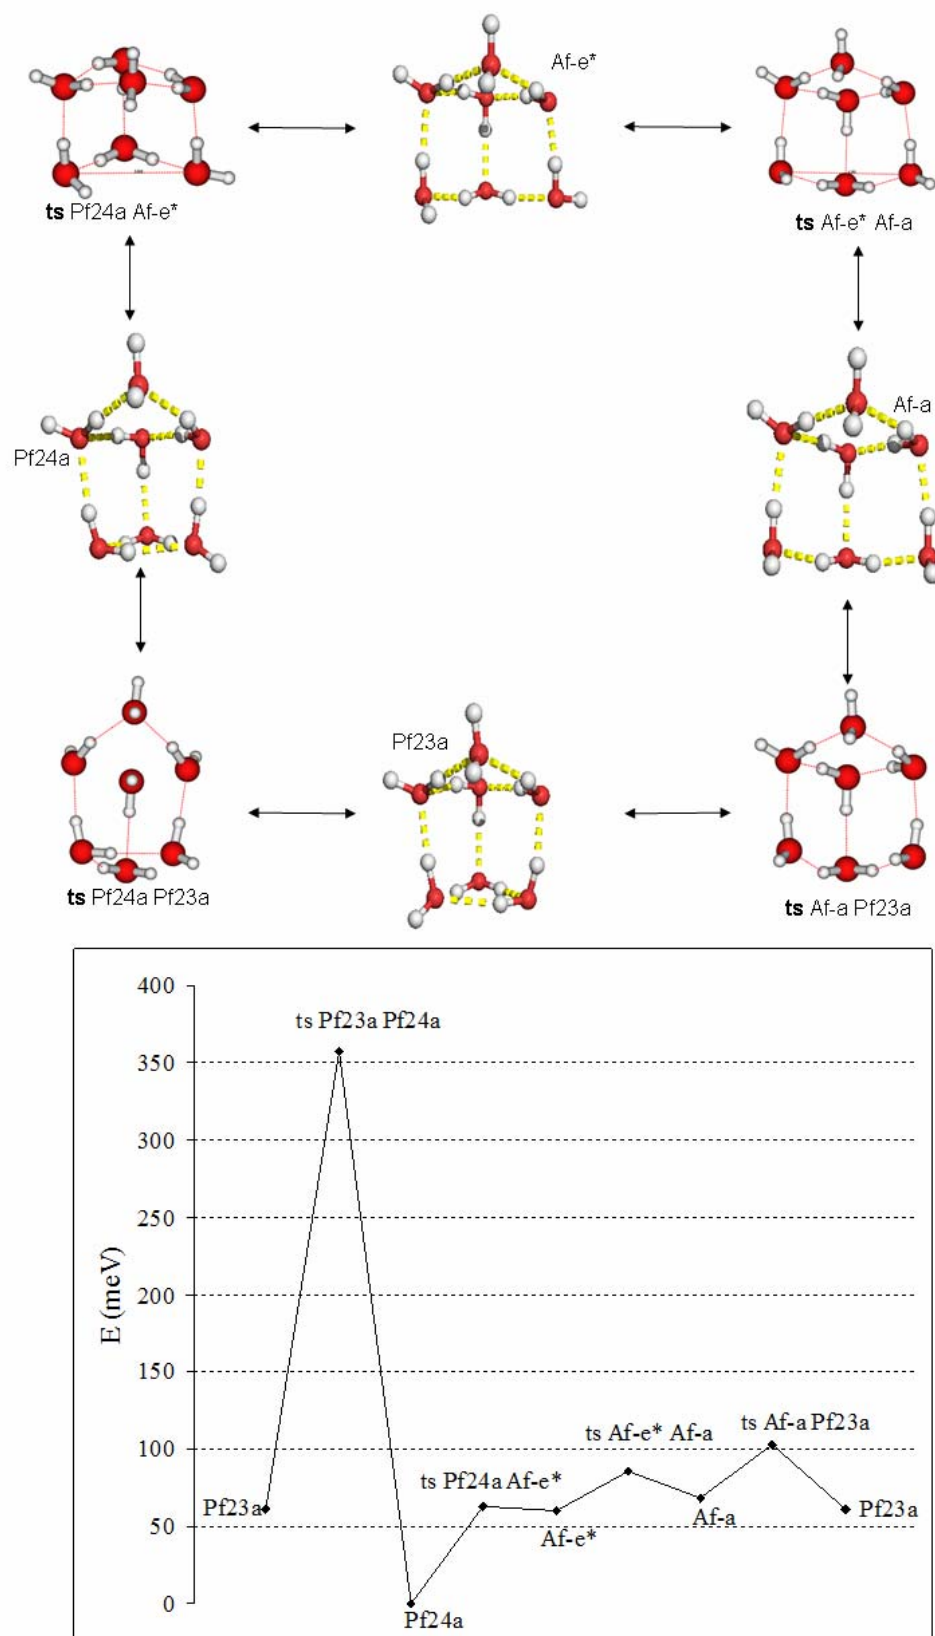 Af-e*
ts Pf24a Af-e*
ts Af-e* Af-a
Pf24a
Af-a
Pf23a
ts Pf24a Pf23a
ts Af-a Pf23a
400
ts Pf23a Pf24a
350
300
250
200
150
100
50
0
E (meV)
ts Af-e* Af-a
ts Af-a Pf23a
ts Pf24a Af-e*
Pf23a
Af-e*
Af-a
Pf23a
Pf24a